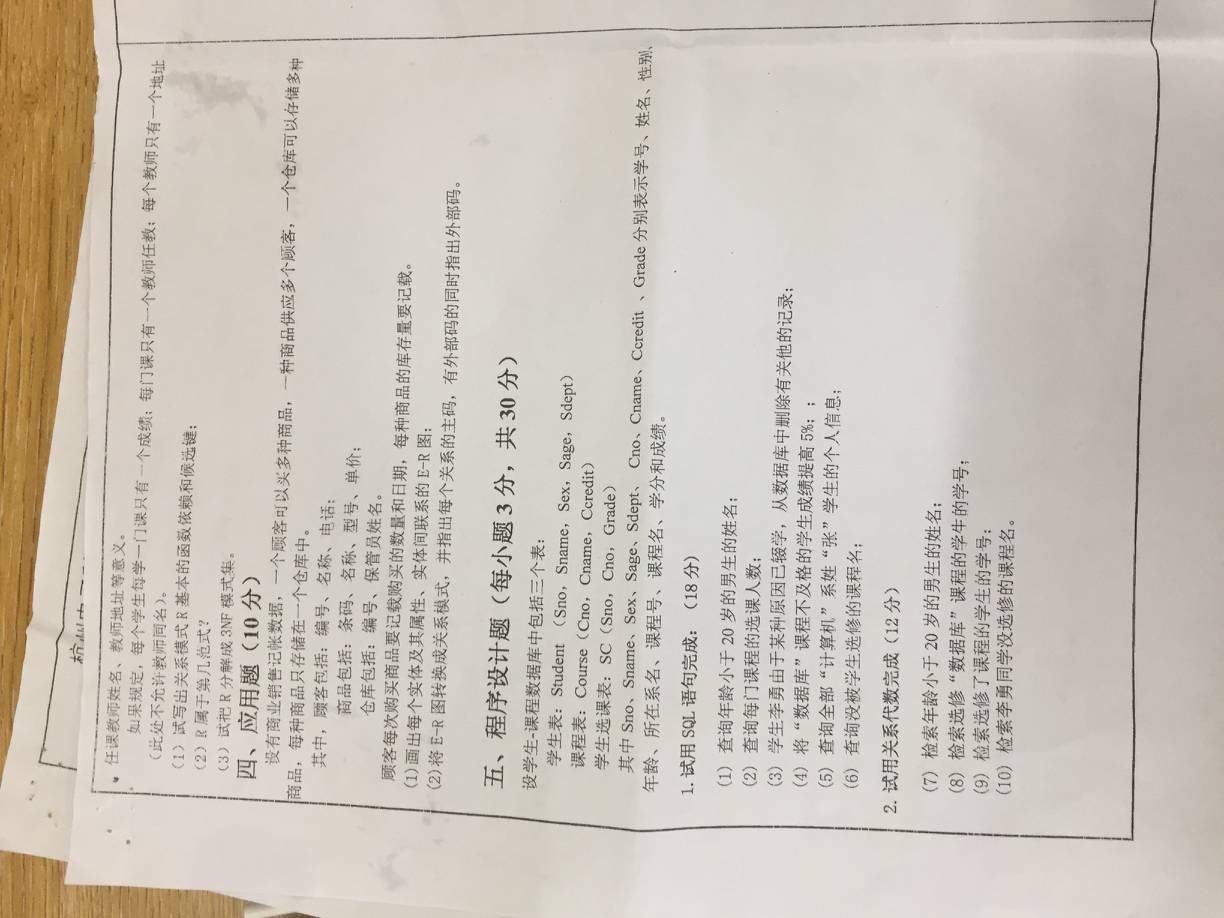 任课教师姓名、教师地址等意义。
如果规定，每个学生每学一门课只有一个成绩；每门课只有一个教师任教；每个教师只有一个地址
（此处不允许教师同名）。
（1）试写出关系模式 R 基本的函数依赖和候选键；
（2）R 属于第几范式？
（3）试把 R 分解成 3NF 模式集。
四、应用题（10 分）
设有商业销售记帐数据，一个顾客可以买多种商品，一种商品供应多个顾客，一个仓库可以存储多种
商品，每种商品只存储在一个仓库中。
其中，顾客包括：编号、名称、电话；
商品包括：条码、名称、型号、单价；
仓库包括：编号、保管员姓名。
顾客每次购买商品要记载购买的数量和日期，每种商品的库存量要记载。
(1)画出每个实体及其属性、实体间联系的 E-R 图；
(2)将 E-R 图转换成关系模式，并指出每个关系的主码，有外部码的同时指出外部码。
五、程序设计题（每小题 3 分，共 30 分）
设学生-课程数据库中包括三个表：
学生表：Student （Sno，Sname，Sex，Sage，Sdept）
课程表：Course（Cno，Cname，Ccredit）
学生选课表：SC（Sno，Cno，Grade）
其中 Sno、Sname、Sex、Sage、Sdept、 Cno、Cname、Ccredit 、Grade 分别表示学号、姓名、性别、
年龄、所在系名、课程号、课程名、学分和成绩。
1. 试用 SQL 语句完成：（18 分）
(1) 查询年龄小于 20 岁的男生的姓名；
(2) 查询每门课程的选课人数；
(3) 学生李勇由于某种原因已辍学，从数据库中删除有关他的记录；
(4) 将“数据库”课程不及格的学生成绩提高 5%；；
(5) 查询全部“计算机”系姓“张”学生的个人信息；
(6) 查询没被学生选修的课程名；
2. 试用关系代数完成（12 分）
(7) 检索年龄小于 20 岁的男生的姓名；
(8) 检索选修“数据库”课程的学生的学号；
(9) 检索选修了课程的学生的学号；
(10) 检索李勇同学没选修的课程名。